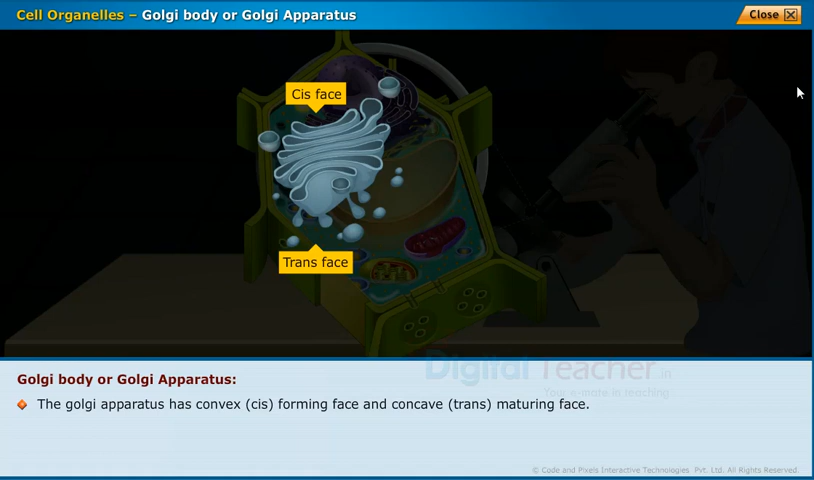 Cell Organelles – Golgi body or Golgi Apparatus
Close
Cis face
Trans face
Digital Teacher.in
Your e-mate in teaching
Golgi body or Golgi Apparatus:
The golgi apparatus has convex (cis) forming face and concave (trans) maturing face.
© Code and Pixels Interactive Technologies. Pvt. Ltd. All Rights Reserved.